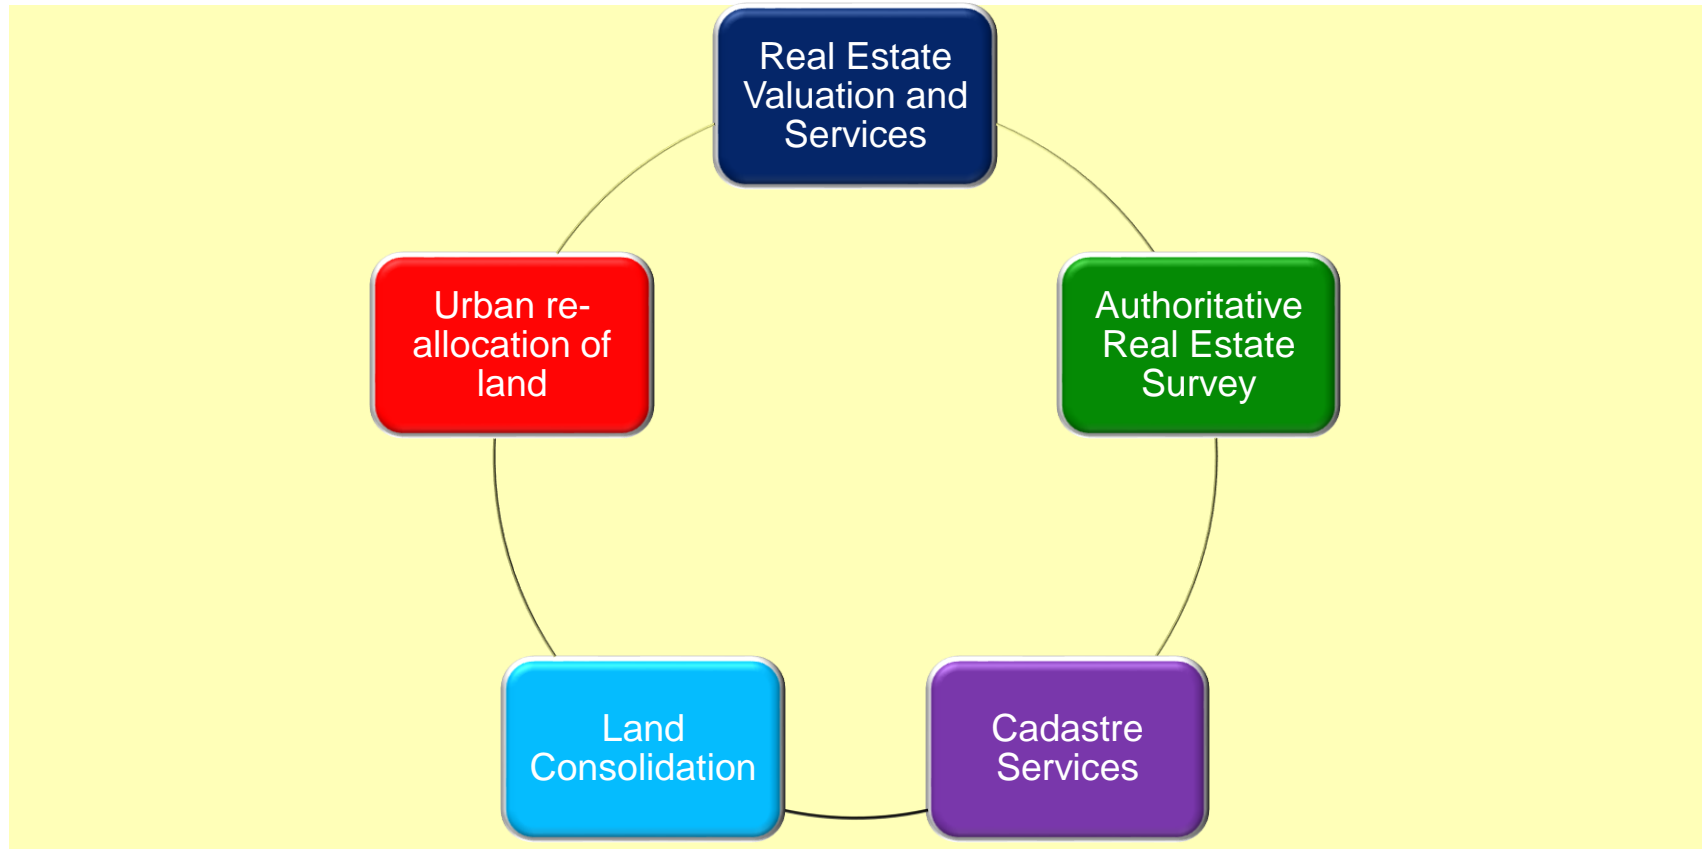 Real Estate
Valuation and
Services
Urban re-
allocation of
land
Authoritative
Real Estate
Survey
Land
Consolidation
Cadastre
Services